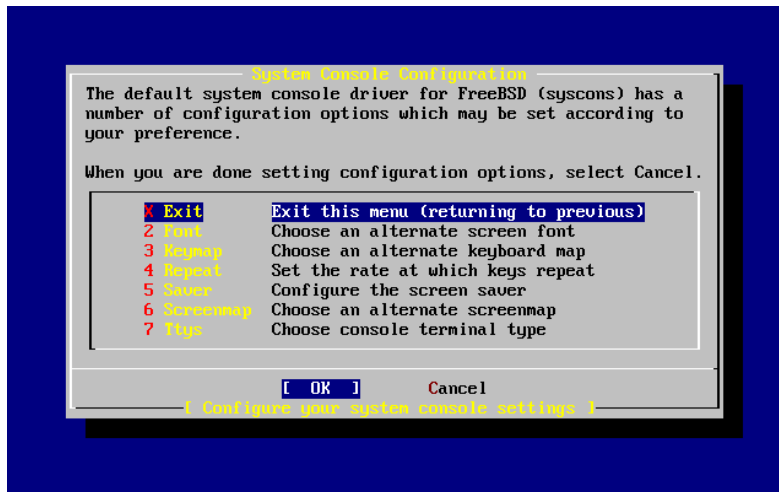 System Console Configuration
The default system console driver for FreeBSD (syscons) has a
number of configuration options which may be set according to
your preference.
When you are done setting configuration options, select Cancel.
X Exit Exit this menu (returning to previous)
2 Font Choose an alternate screen font
3 Keymap Choose an alternate keyboard map
4 Repeat Set the rate at which keys repeat
5 Saver Configure the screen saver
6 Screenmap Choose an alternate screenmap
7 Ttys Choose console terminal type
[ OK ] Cancel
[ Configure your system console settings ]